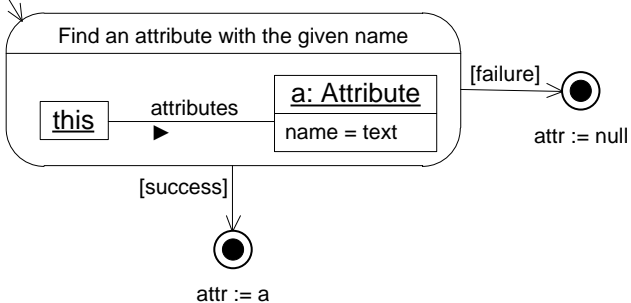 Find an attribute with the given name
[failure]
a: Attribute
attributes
this
name = text
attr := null
[success]
attr := a